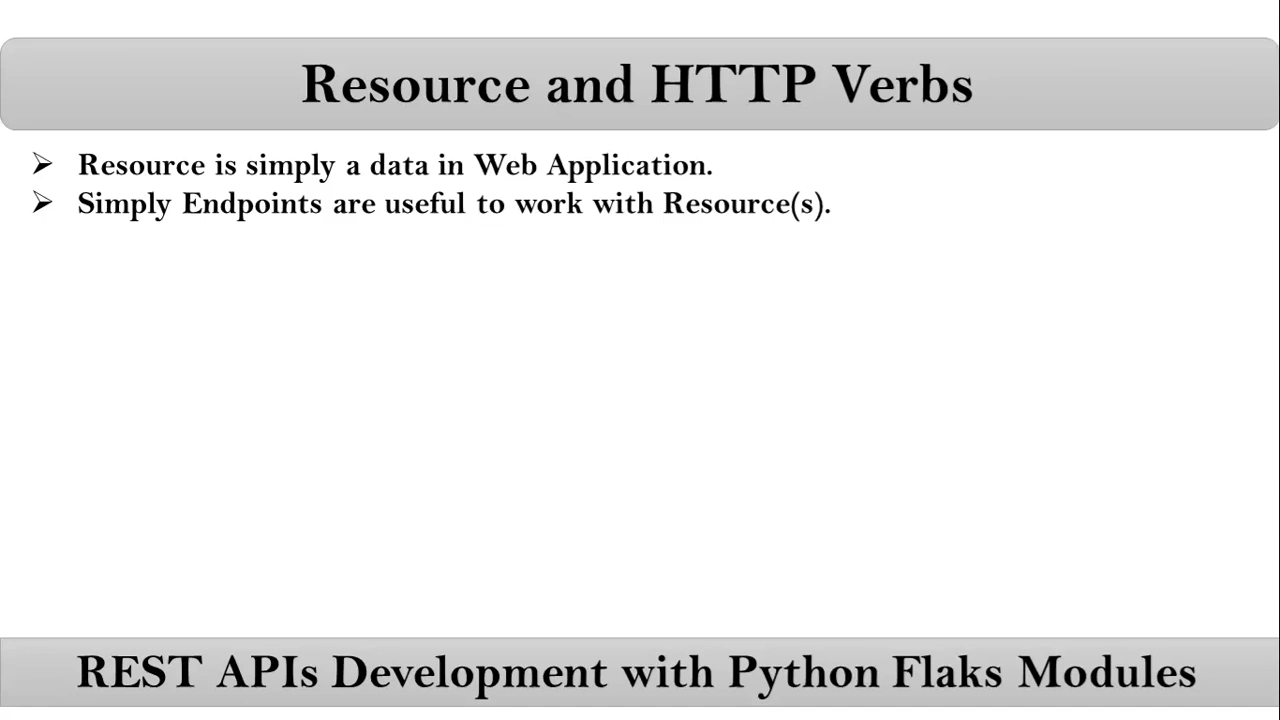 Resource and HTTP Verbs
➢ Resource is simply a data in Web Application.
➢ Simply Endpoints are useful to work with Resource(s).
REST APIs Development with Python Flaks Modules